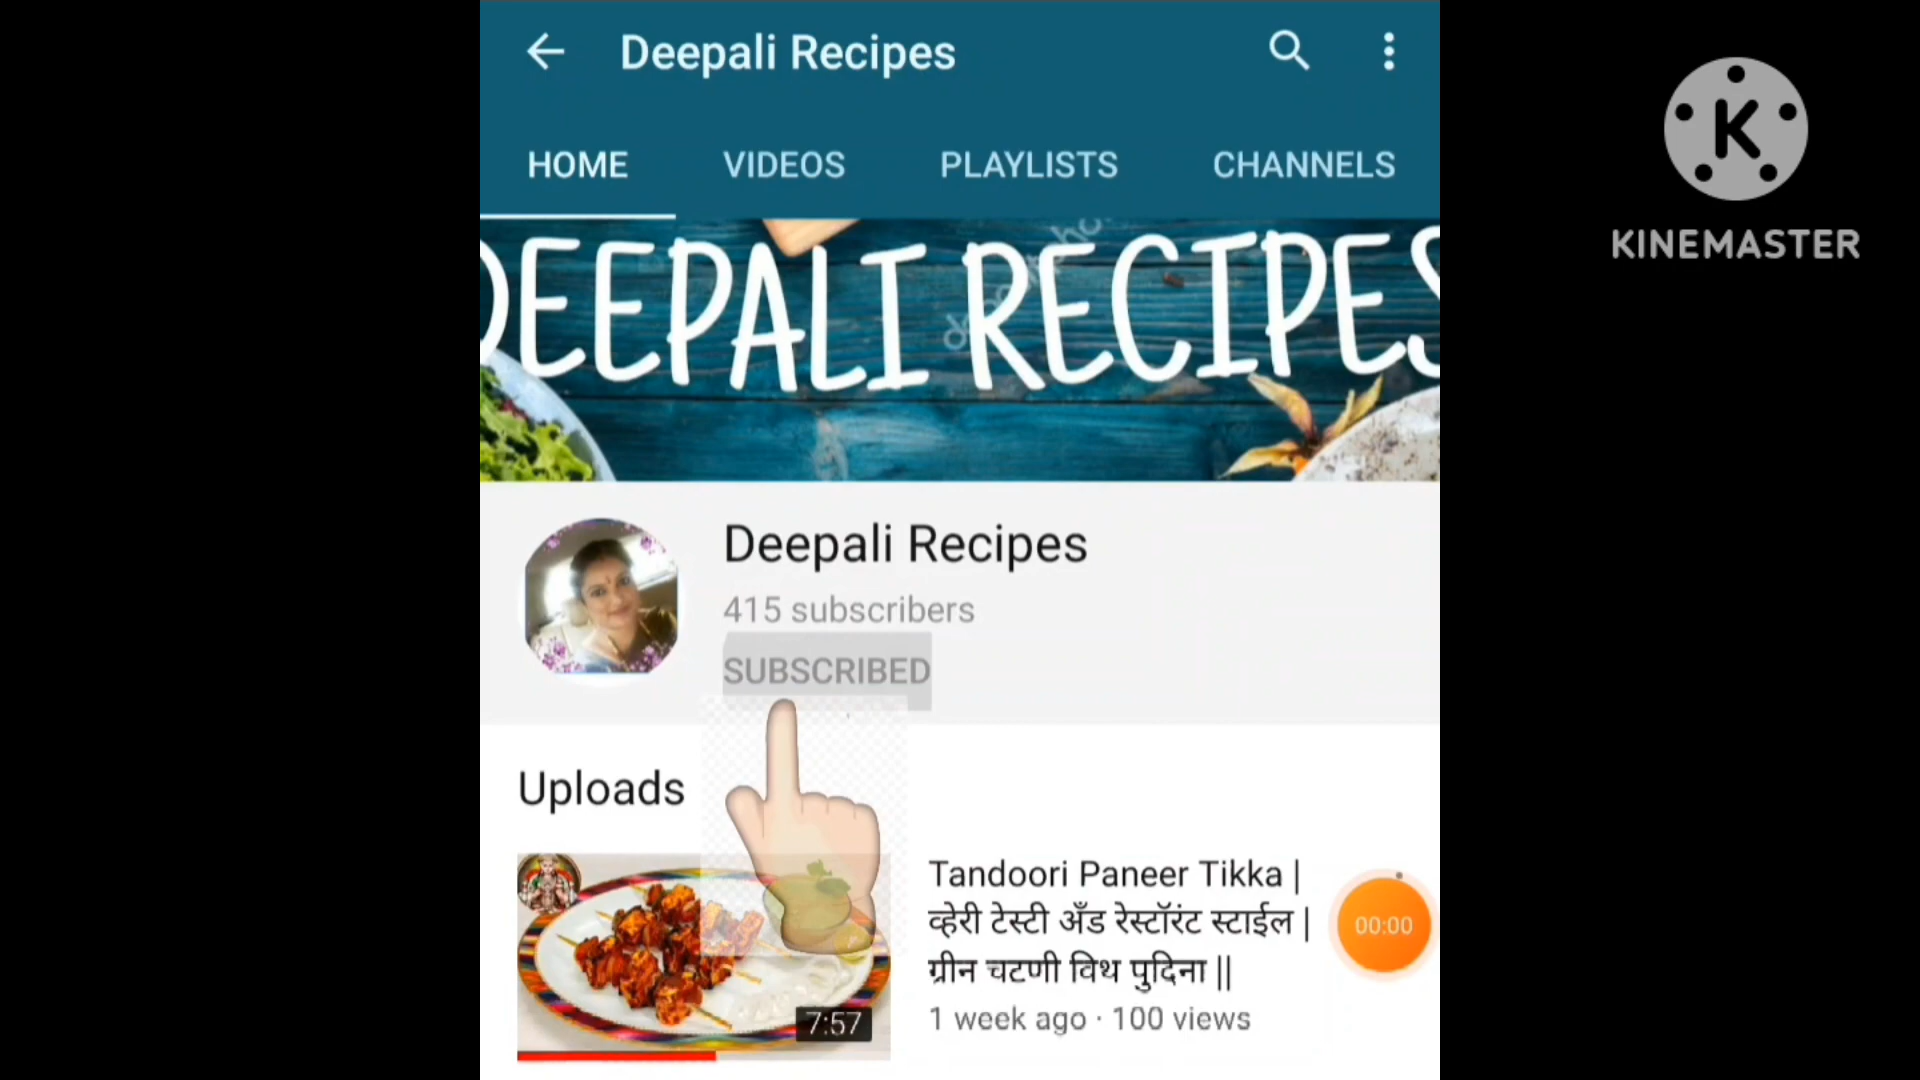 Deepali Recipes
HOME VIDEOS PLAYLISTS CHANNELS
K
KINEMASTER
DEEPALI RECIPES
Deepali Recipes
415 subscribers
SUBSCRIBED
Uploads
Tandoori Paneer Tikka |
व्हेरी टेस्टी अँड रेस्टॉरंट स्टाईल |
ग्रीन चटणी विथ पुदिना ||
1 week ago · 100 views
7:57
00:00